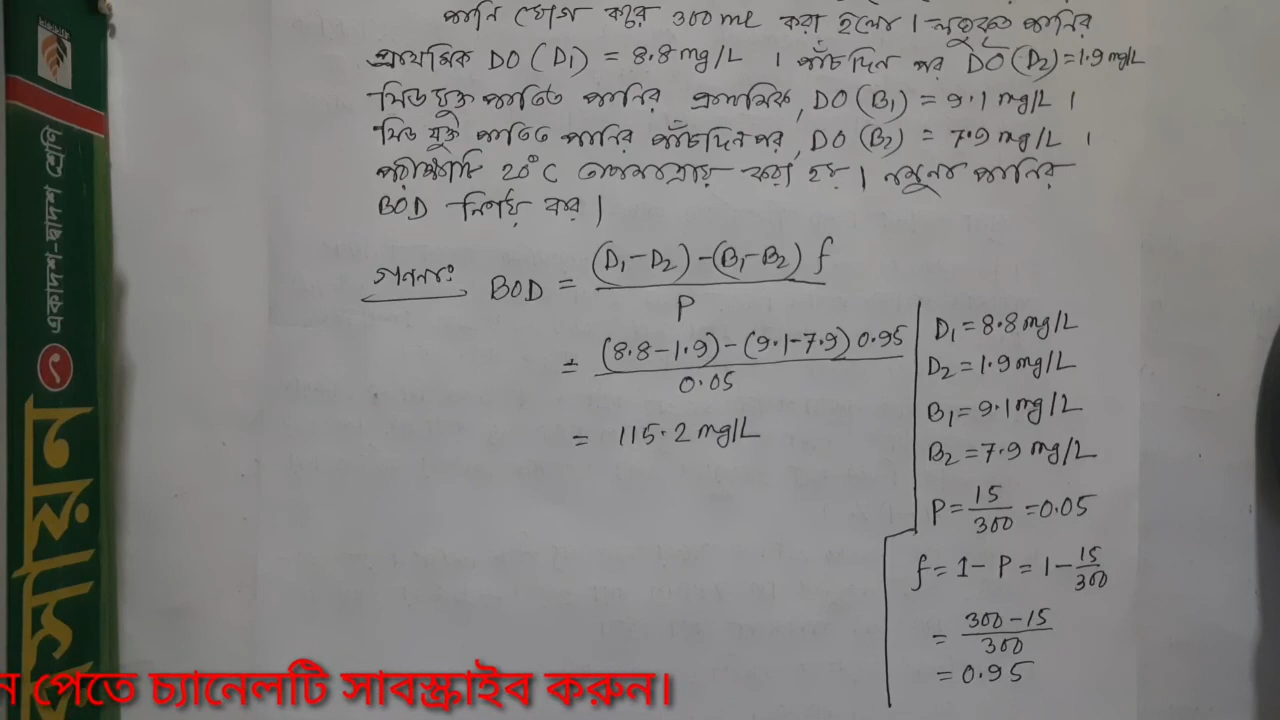 পানি যোগ করে 300 mL করা হলো। লঘুকৃত পানির
প্রাথমিক DO (D₁) = 8.8 mg/L । পাঁচদিন পর DO (D₂) = 1.9 mg/L
সিডযুক্ত পাতিত পানির প্রাথমিক, DO (B₁) = 9.1 mg/L ।
সিডযুক্ত পাতিত পানির পাঁচদিন পর, DO (B₂) = 7.9 mg/L ।
পরীক্ষাটি 20°C তাপমাত্রায় করা হয়। নমুনা পানির
BOD নির্ণয় কর।
গণনা: BOD = (D₁-D₂) - (B₁-B₂) f / P
= (8.8-1.9) - (9.1-7.9) 0.95 / 0.05
= 115.2 mg/L
D₁ = 8.8 mg/L
D₂ = 1.9 mg/L
B₁ = 9.1 mg/L
B₂ = 7.9 mg/L
P = 15/300 = 0.05
f = 1 - P = 1 - 15/300
= 300-15/300
= 0.95
একাদশ-দ্বাদশ শ্রেণি
রসায়ন
ন পেতে চ্যানেলটি সাবস্ক্রাইব করুন।